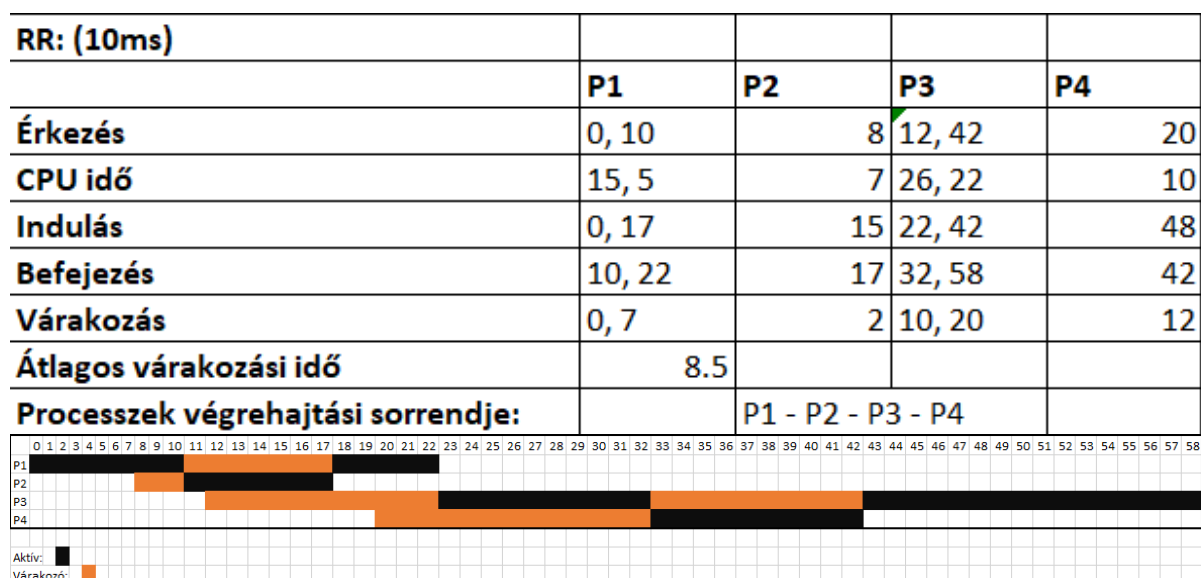 RR: (10ms)
P1 P2 P3 P4
Érkezés 0, 10 8 12, 42 20
CPU idő 15, 5 7 26, 22 10
Indulás 0, 17 15 22, 42 48
Befejezés 10, 22 17 32, 58 42
Várakozás 0, 7 2 10, 20 12
Átlagos várakozási idő 8.5
Processzek végrehajtási sorrendje: P1 - P2 - P3 - P4
0 1 2 3 4 5 6 7 8 9 10 11 12 13 14 15 16 17 18 19 20 21 22 23 24 25 26 27 28 29 30 31 32 33 34 35 36 37 38 39 40 41 42 43 44 45 46 47 48 49 50 51 52 53 54 55 56 57 58
P1
P2
P3
P4
Aktív:
Várakozó: